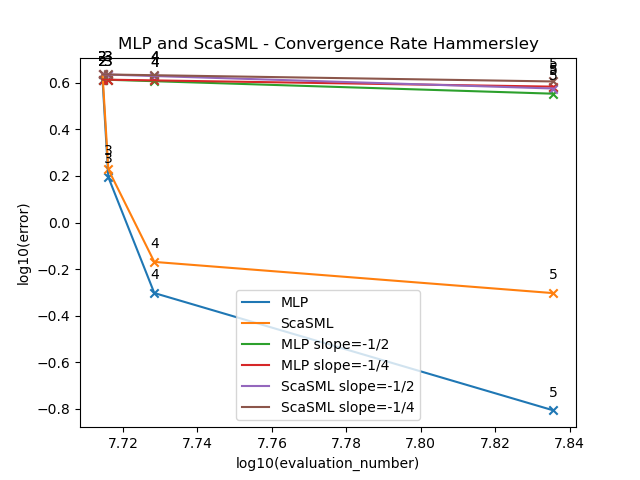 MLP and ScaSML - Convergence Rate Hammersley
log10(error)
0.6
0.4
0.2
0.0
−0.2
−0.4
−0.6
−0.8
3
3
4
4
4
4
5
5
MLP
ScaSML
MLP slope=-1/2
MLP slope=-1/4
ScaSML slope=-1/2
ScaSML slope=-1/4
7.72
7.74
7.76
7.78
7.80
7.82
7.84
log10(evaluation_number)